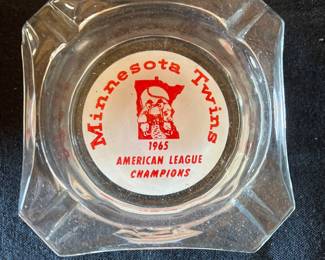 Minnesota Twins
1965
AMERICAN LEAGUE
CHAMPIONS